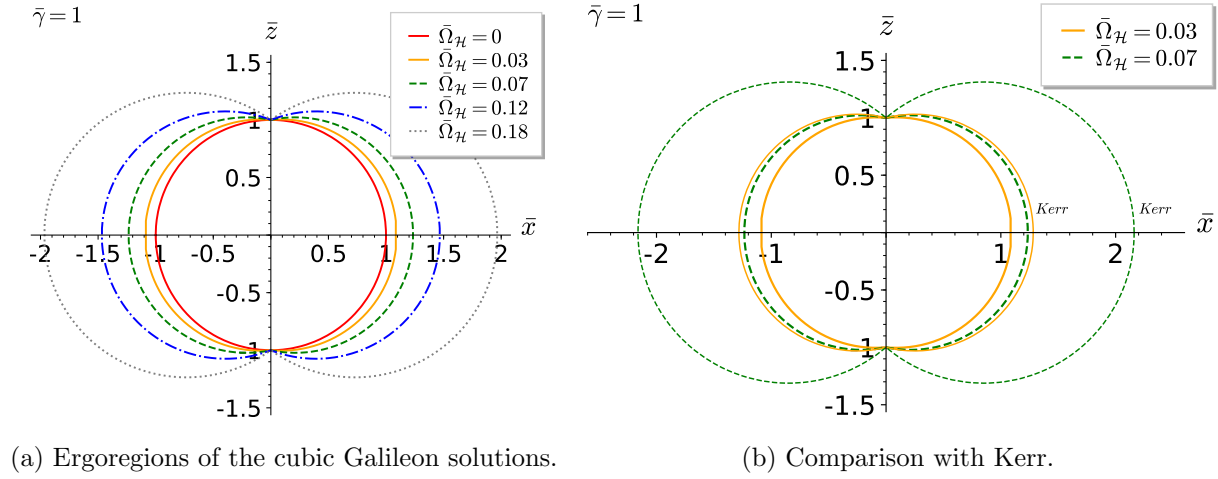 γ̄ = 1
z̄
Ω̄_ℋ = 0
Ω̄_ℋ = 0.03
Ω̄_ℋ = 0.07
Ω̄_ℋ = 0.12
Ω̄_ℋ = 0.18
1.5
1
0.5
x̄
-2 -1.5 -1 -0.5 0.5 1 1.5 2
-0.5
1
-1.5
(a) Ergoregions of the cubic Galileon solutions.
γ̄ = 1
z̄
Ω̄_ℋ = 0.03
Ω̄_ℋ = 0.07
1.5
1
0.5
Kerr Kerr
x̄
-2 -1 1 2
-0.5
1
-1.5
(b) Comparison with Kerr.